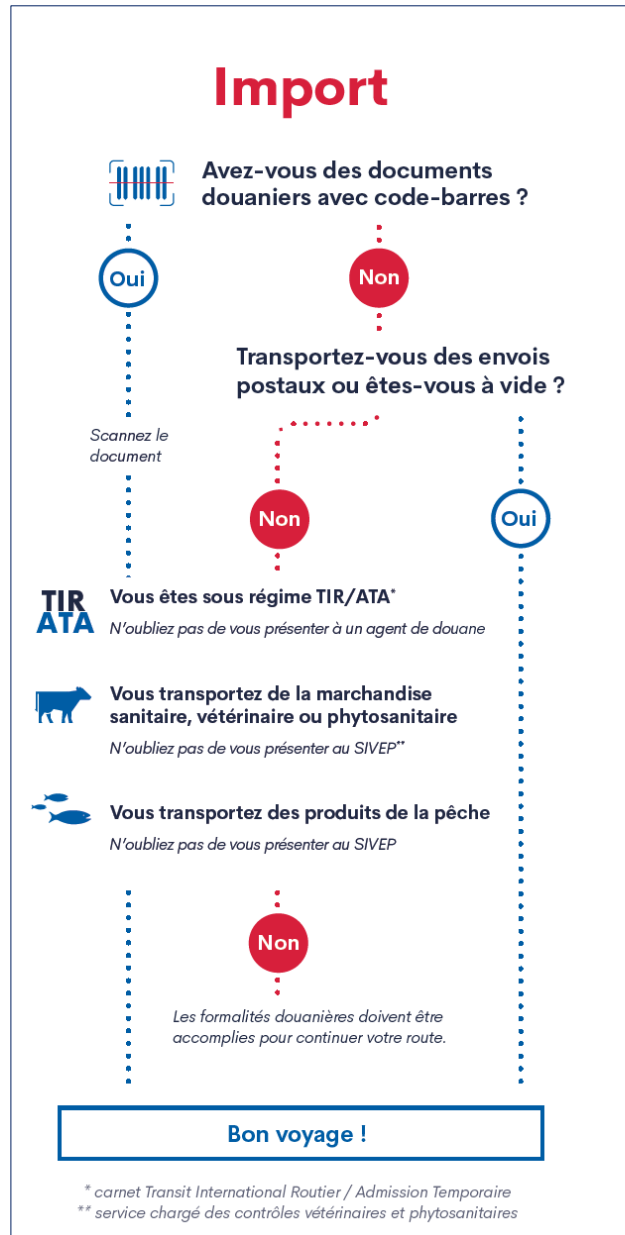 Import
Avez-vous des documents
douaniers avec code-barres ?
Oui
Non
Transportez-vous des envois
postaux ou êtes-vous à vide ?
Scannez le
document
Non
Oui
TIR
ATA
Vous êtes sous régime TIR/ATA*
N'oubliez pas de vous présenter à un agent de douane
Vous transportez de la marchandise
sanitaire, vétérinaire ou phytosanitaire
N'oubliez pas de vous présenter au SIVEP**
Vous transportez des produits de la pêche
N'oubliez pas de vous présenter au SIVEP
Non
Les formalités douanières doivent être
accomplies pour continuer votre route.
Bon voyage !
* carnet Transit International Routier / Admission Temporaire
** service chargé des contrôles vétérinaires et phytosanitaires